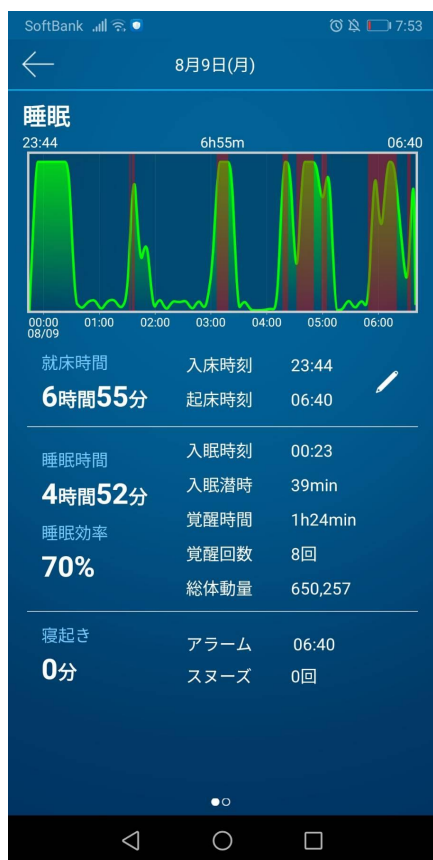 SoftBank 7:53
8月9日(月)
睡眠
23:44 6h55m 06:40
00:00 01:00 02:00 03:00 04:00 05:00 06:00
08/09
就床時間
6時間55分
入床時刻 23:44
起床時刻 06:40
睡眠時間
4時間52分
睡眠効率
70%
入眠時刻 00:23
入眠潜時 39min
覚醒時間 1h24min
覚醒回数 8回
総体動量 650,257
寝起き
0分
アラーム 06:40
スヌーズ 0回